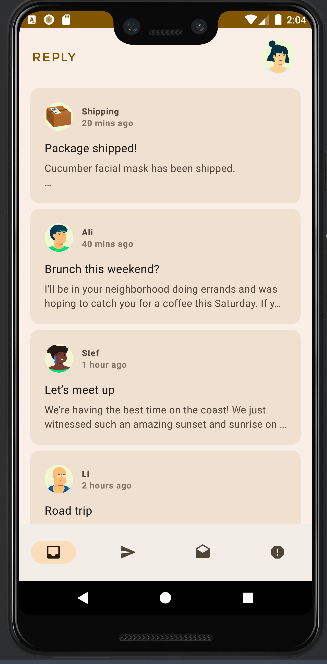 2:04
REPLY
Shipping
20 mins ago
Package shipped!
Cucumber facial mask has been shipped.
...
Ali
40 mins ago
Brunch this weekend?
I'll be in your neighborhood doing errands and was
hoping to catch you for a coffee this Saturday. If y...
Stef
1 hour ago
Let's meet up
We're having the best time on the coast! We just
witnessed such an amazing sunset and sunrise on ...
LI
2 hours ago
Road trip